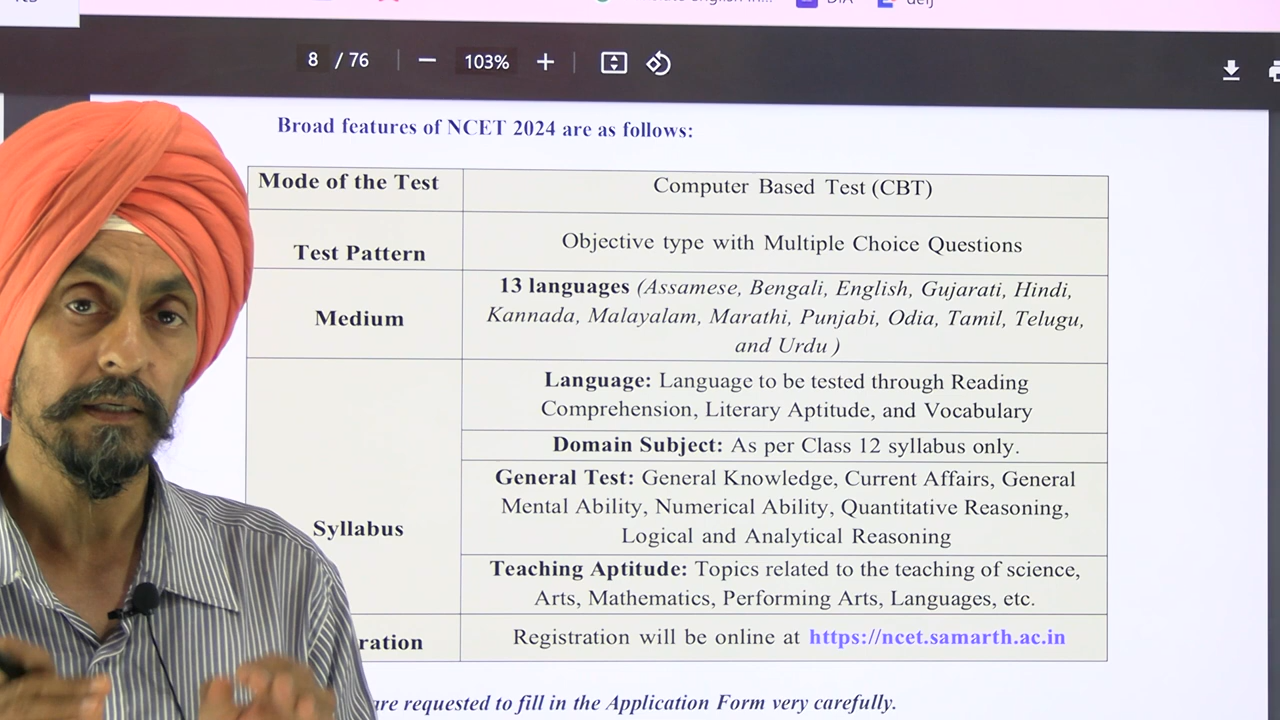 8 / 76
103%
Broad features of NCET 2024 are as follows:
Mode of the Test
Computer Based Test (CBT)
Test Pattern
Objective type with Multiple Choice Questions
Medium
13 languages (Assamese, Bengali, English, Gujarati, Hindi,
Kannada, Malayalam, Marathi, Punjabi, Odia, Tamil, Telugu,
and Urdu )
Syllabus
Language: Language to be tested through Reading
Comprehension, Literary Aptitude, and Vocabulary
Domain Subject: As per Class 12 syllabus only.
General Test: General Knowledge, Current Affairs, General
Mental Ability, Numerical Ability, Quantitative Reasoning,
Logical and Analytical Reasoning
Teaching Aptitude: Topics related to the teaching of science,
Arts, Mathematics, Performing Arts, Languages, etc.
ration
Registration will be online at https://ncet.samarth.ac.in
are requested to fill in the Application Form very carefully.